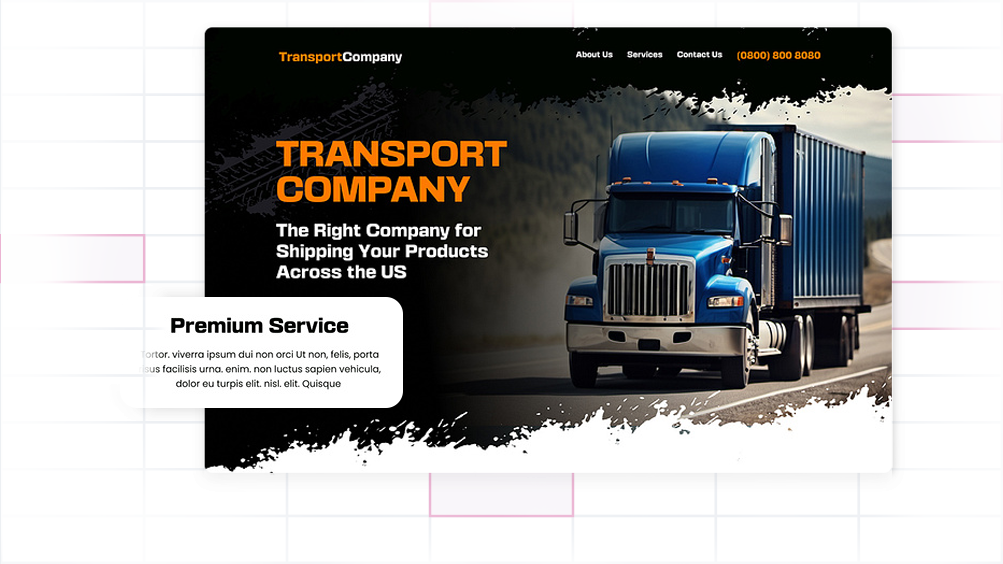 TransportCompany
About Us Services Contact Us (0800) 800 8080
TRANSPORT
COMPANY
The Right Company for
Shipping Your Products
Across the US
Premium Service
Tortor. viverra ipsum dui non orci Ut non, felis, porta
facilisis urna. enim. non luctus sapien vehicula,
dolor eu turpis elit. nisl. elit. Quisque